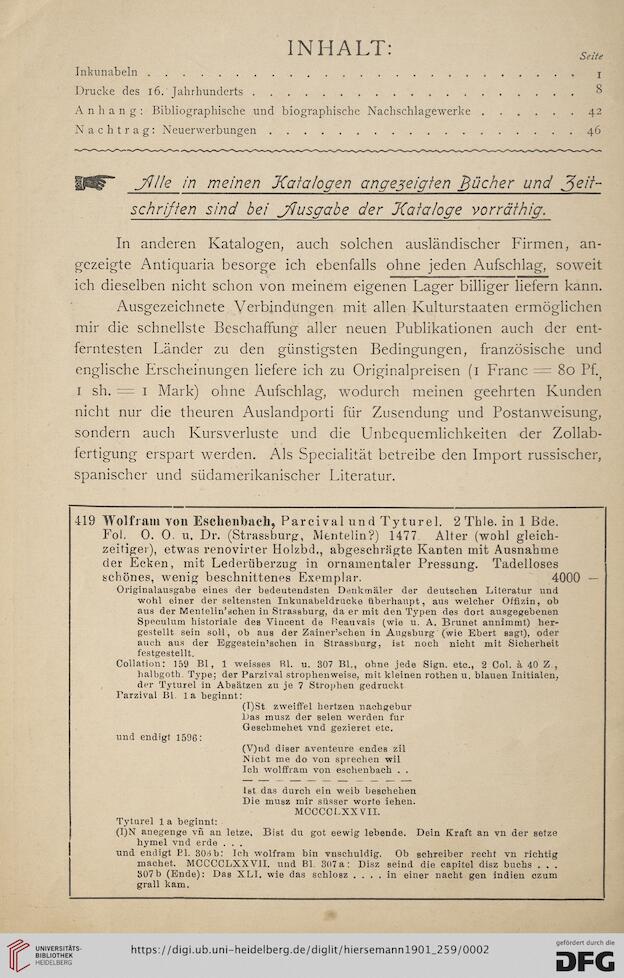 INHALT:
Seite
Inkunabeln . . . . . . . . . . . . . . . . . . . . 1
Drucke des 16. Jahrhunderts . . . . . . . . . . . . . . . . 8
Anhang: Bibliographische und biographische Nachschlagewerke . . . . . . 42
Nachtrag: Neuerwerbungen . . . . . . . . . . . . . . . 46
Alle in meinen Katalogen angezeigten Bücher und Zeit-
schriften sind bei Ausgabe der Kataloge vorräthig.
In anderen Katalogen, auch solchen ausländischer Firmen, an-
gezeigte Antiquaria besorge ich ebenfalls ohne jeden Aufschlag, soweit
ich dieselben nicht schon von meinem eigenen Lager billiger liefern kann.
Ausgezeichnete Verbindungen mit allen Kulturstaaten ermöglichen
mir die schnellste Beschaffung aller neuen Publikationen auch der ent-
ferntesten Länder zu den günstigsten Bedingungen, französische und
englische Erscheinungen liefere ich zu Originalpreisen (1 Franc = 80 Pf.,
1 sh. = 1 Mark) ohne Aufschlag, wodurch meinen geehrten Kunden
nicht nur die theuren Auslandporti für Zusendung und Postanweisung,
sondern auch Kursverluste und die Unbequemlichkeiten der Zollab-
fertigung erspart werden. Als Specialität betreibe den Import russischer,
spanischer und südamerikanischer Literatur.
419 Wolfram von Eschenbach, Parcival und Tyturel. 2 Thle. in 1 Bde.
Fol. O. O. u. Dr. (Strassburg, Mentelin?) 1477. Alter (wohl gleich-
zeitiger), etwas renovirter Holzbd., abgeschrägte Kanten mit Ausnahme
der Ecken, mit Lederüberzug in ornamentaler Pressung. Tadelloses
schönes, wenig beschnittenes Exemplar. 4000 —
Originalausgabe eines der bedeutendsten Denkmäler der deutschen Literatur und
wohl einer der seltensten Inkunabeldrucke überhaupt, aus welcher Offizin, ob
aus der Mentelin'schen in Strassburg, da er mit den Typen des dort ausgegebenen
Speculum historiale des Vincent de Beauvais (wie u. A. Brunet annimmt) her-
gestellt sein soll, ob aus der Zainer'schen in Augsburg (wie Ebert sagt), oder
auch aus der Eggestein'schen in Strassburg, ist noch nicht mit Sicherheit
festgestellt.
Collation: 159 Bl, 1 weisses Bl. u. 307 Bl., ohne jede Sign. etc., 2 Col. à 40 Z.,
halbgoth. Type; der Parzival strophenweise, mit kleinen rothen u. blauen Initialen,
der Tyturel in Absätzen zu je 7 Strophen gedruckt
Parzival Bl. 1a beginnt:
(I)St zweiffel hertzen nachgebur
Das musz der selen werden fur
Geschmehet vnd gezieret etc.
und endigt 1596:
(V)nd diser aventeure endes zil
Nicht me do von sprechen wil
Ich wolffram von eschenbach . .
Ist das durch ein weib beschehen
Die musz mir süsser worte iehen.
MCCCCLXXVII.
Tyturel 1a beginnt:
(I)N anegenge vn̄ an letze. Bist du got eewig lebende. Dein Kraft an vn der setze
hymel vnd erde . . .
und endigt Bl. 306b: Ich wolfram bin vnschuldig. Ob schreiber recht vn richtig
machet. MCCCCLXXVII. und Bl. 307a: Disz seind die capitel disz buchs . . .
307b (Ende): Das XLI. wie das schlosz . . . . in einer nacht gen indien czum
grall kam.
UNIVERSITÄTS-
BIBLIOTHEK
HEIDELBERG
https://digi.ub.uni-heidelberg.de/diglit/hiersemann1901_259/0002
gefördert durch die
DFG